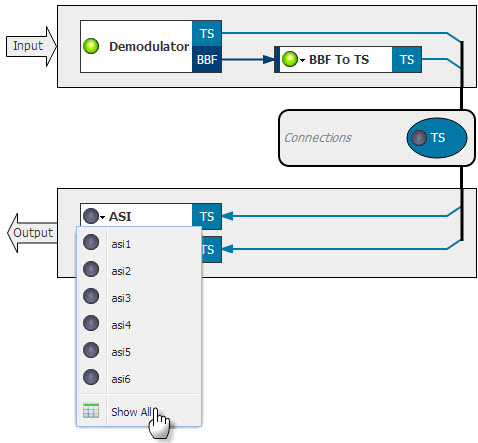 Input
Demodulator
TS
BBF
BBF To TS
TS
Connections
TS
Output
ASI
TS
TS
asi1
asi2
asi3
asi4
asi5
asi6
Show All